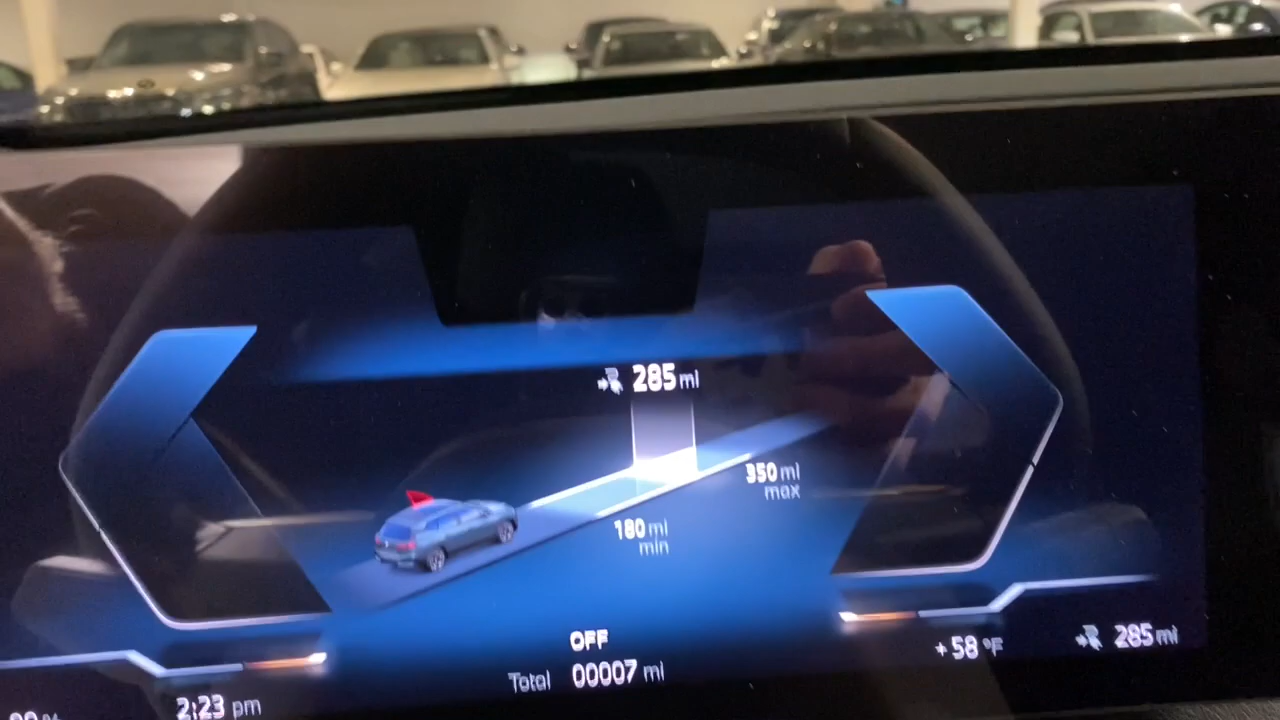 285 mi
350 mi
max
180 mi
min
OFF
Total 00007 mi
+58 °F
285 mi
2:23 pm